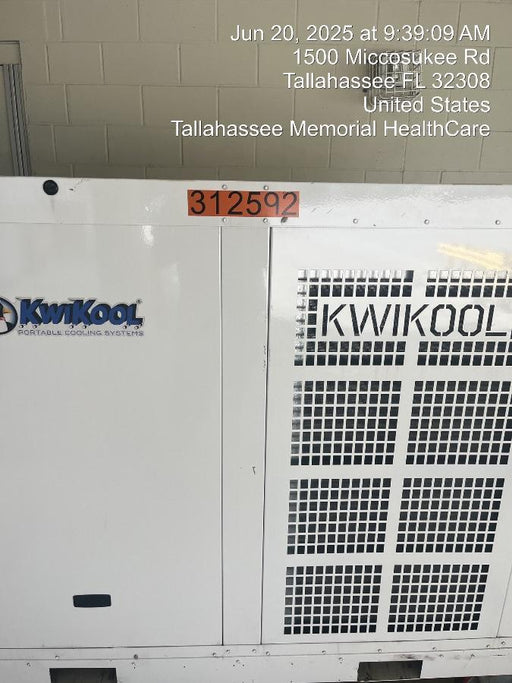 Jun 20, 2025 at 9:39:09 AM
1500 Miccosukee Rd
Tallahassee FL 32308
United States
Tallahassee Memorial HealthCare
312592
KWIKOOL
PORTABLE COOLING SYSTEMS
KWIKOOL